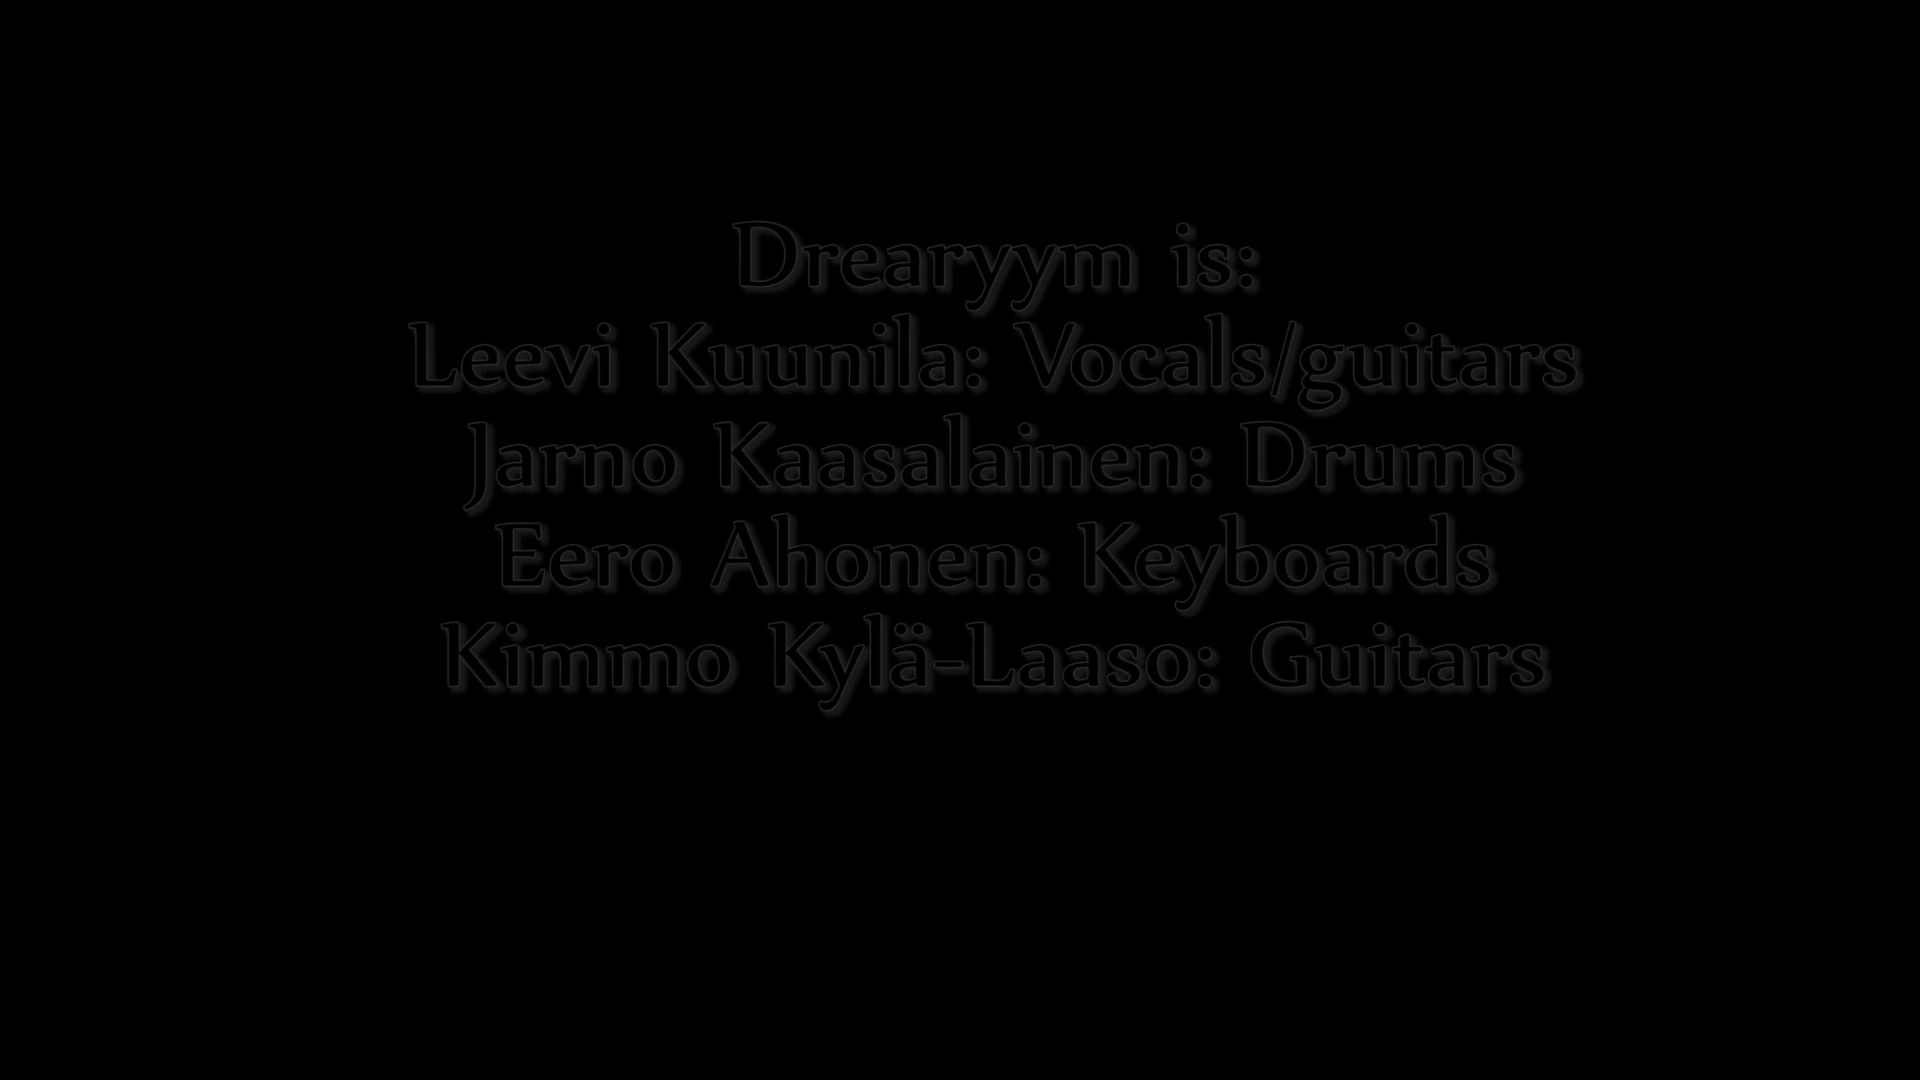 Drearyym is:
Leevi Kuunila: Vocals/guitars
Jarno Kaasalainen: Drums
Eero Ahonen: Keyboards
Kimmo Kylä-Laaso: Guitars